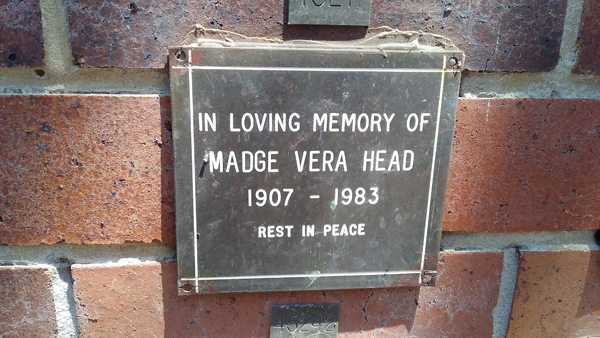 IN LOVING MEMORY OF
MADGE VERA HEAD
1907 - 1983
REST IN PEACE